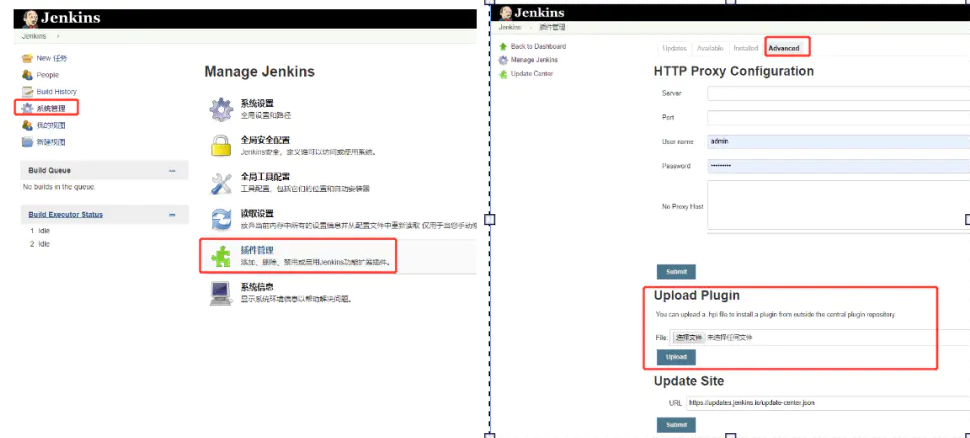 Jenkins
Jenkins
New 任务
People
Build History
系统管理
我的视图
新建视图
Build Queue
No builds in the queue.
Build Executor Status
1 Idle
2 Idle
Manage Jenkins
系统设置
全局设置和路径
全局安全配置
Jenkins安全,定义谁可以访问或使用系统。
全局工具配置
工具配置,包括它们的位置和自动安装器
读取设置
放弃当前内存中所有的设置信息并从配置文件中重新读取 仅用于当您手动修
插件管理
添加、删除、禁用或启用Jenkins功能扩展插件。
系统信息
显示系统环境信息以帮助解决问题。
Jenkins
Jenkins 插件管理
Back to Dashboard
Manage Jenkins
Update Center
Updates Available Installed Advanced
HTTP Proxy Configuration
Server
Port
User name admin
Password •••••••••
No Proxy Host
Submit
Upload Plugin
You can upload a .hpi file to install a plugin from outside the central plugin repository.
File: 选择文件 未选择任何文件
Upload
Update Site
URL https://updates.jenkins.io/update-center.json
Submit